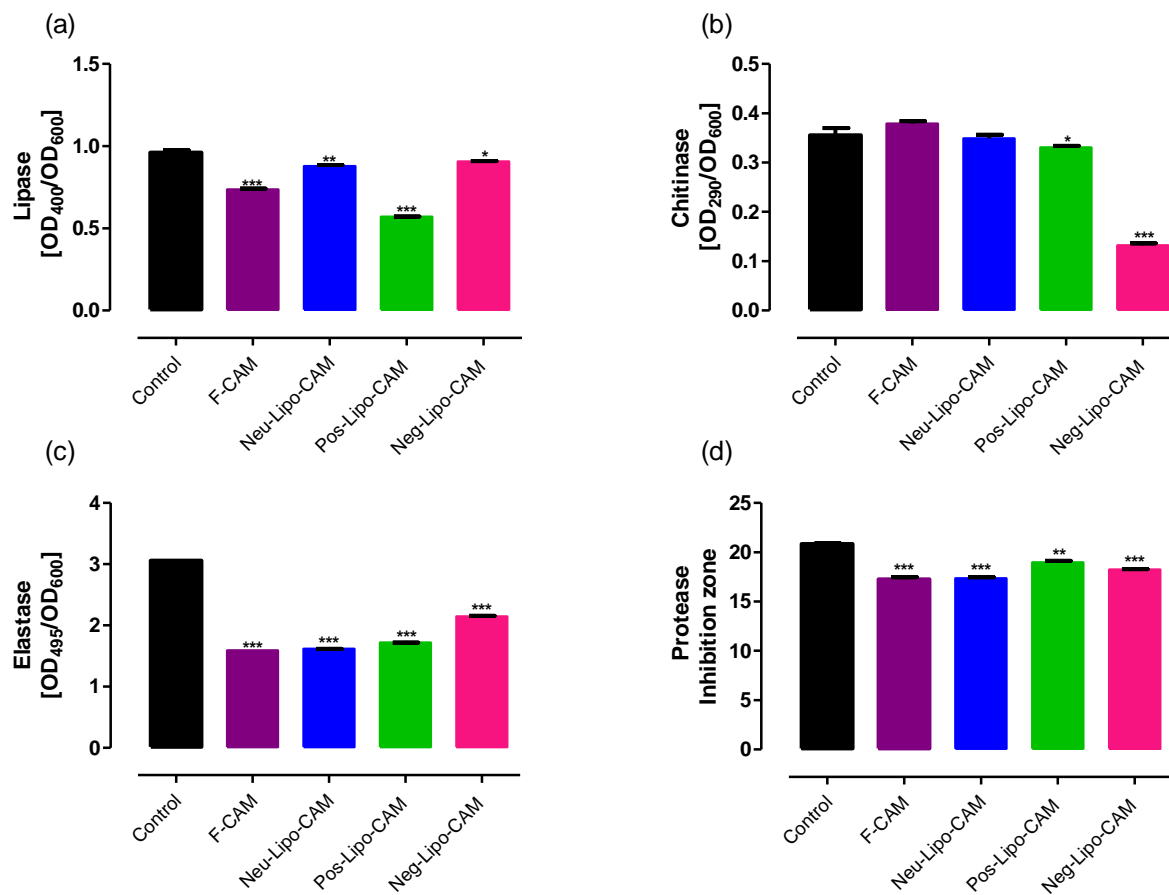 (a)
Lipase
[OD400/OD600]
1.5
1.0
0.5
0.0
***
**
***
*
Control
F-CAM
Neu-Lipo-CAM
Pos-Lipo-CAM
Neg-Lipo-CAM
(b)
Chitinase
[OD290/OD600]
0.5
0.4
0.3
0.2
0.1
0.0
*
***
Control
F-CAM
Neu-Lipo-CAM
Pos-Lipo-CAM
Neg-Lipo-CAM
(c)
Elastase
[OD495/OD600]
4
3
2
1
0
***
***
***
***
Control
F-CAM
Neu-Lipo-CAM
Pos-Lipo-CAM
Neg-Lipo-CAM
(d)
Protease
Inhibition zone
25
20
15
10
5
0
***
***
**
***
Control
F-CAM
Neu-Lipo-CAM
Pos-Lipo-CAM
Neg-Lipo-CAM